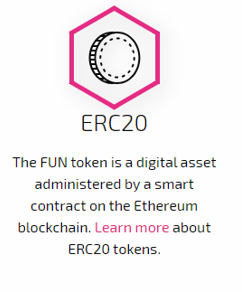 ERC20
The FUN token is a digital asset
administered by a smart
contract on the Ethereum
blockchain. Learn more about
ERC20 tokens.